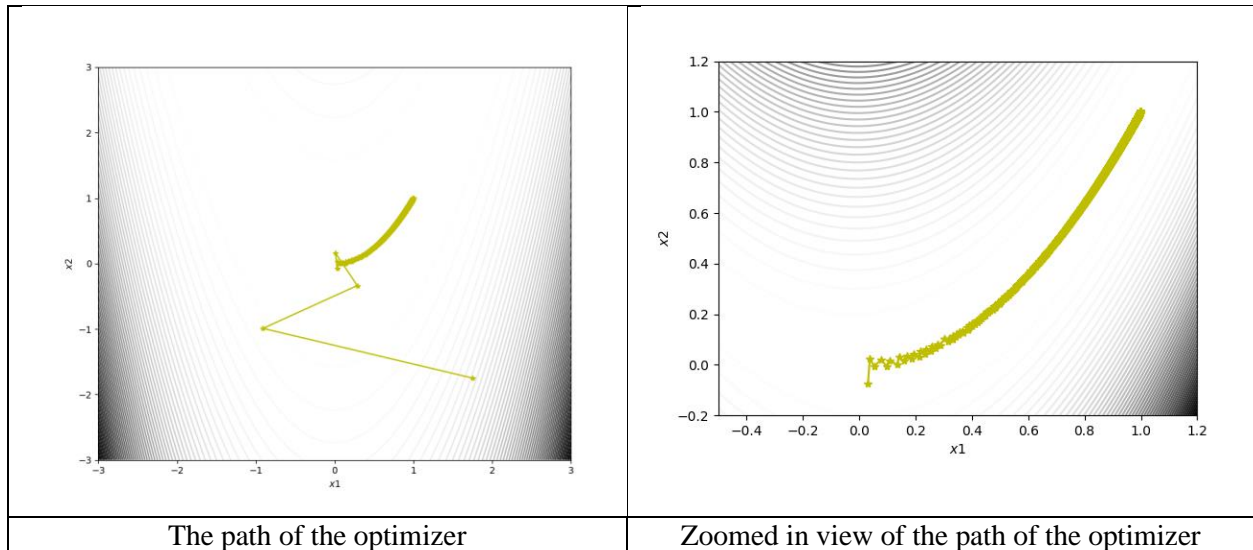 3
2
1
0
−1
−2
−3
x2
−3 −2 −1 0 1 2 3
x1
1.2
1.0
0.8
0.6
0.4
0.2
0.0
−0.2
x2
−0.4 −0.2 0.0 0.2 0.4 0.6 0.8 1.0 1.2
x1
The path of the optimizer
Zoomed in view of the path of the optimizer